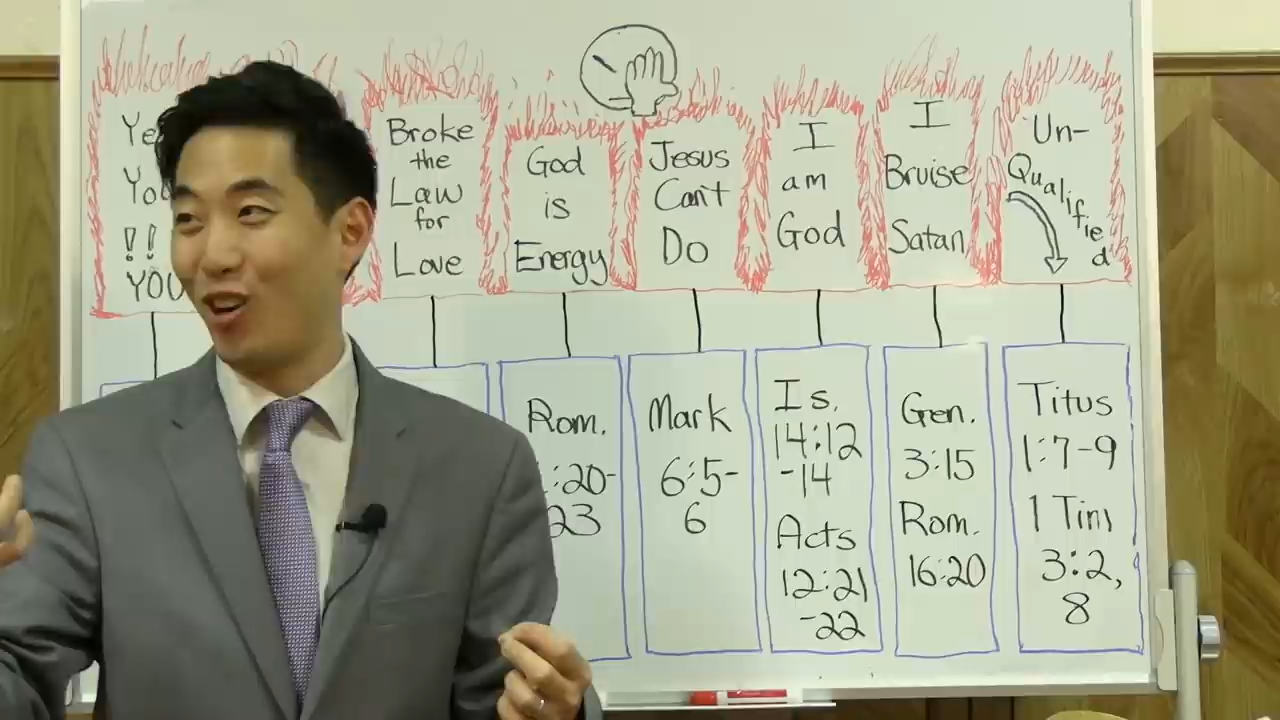 !!
YOU
Broke
the
Law
for
Love
God
is
Energy
Jesus
Can't
Do
I
am
God
I
Bruise
Satan
Un-
Qualified
Rom.
:20-
23
Mark
6:5-
6
Is.
14:12
-14
Acts
12:21
-22
Gen.
3:15
Rom.
16:20
Titus
1:7-9
1 Tim
3:2,
8